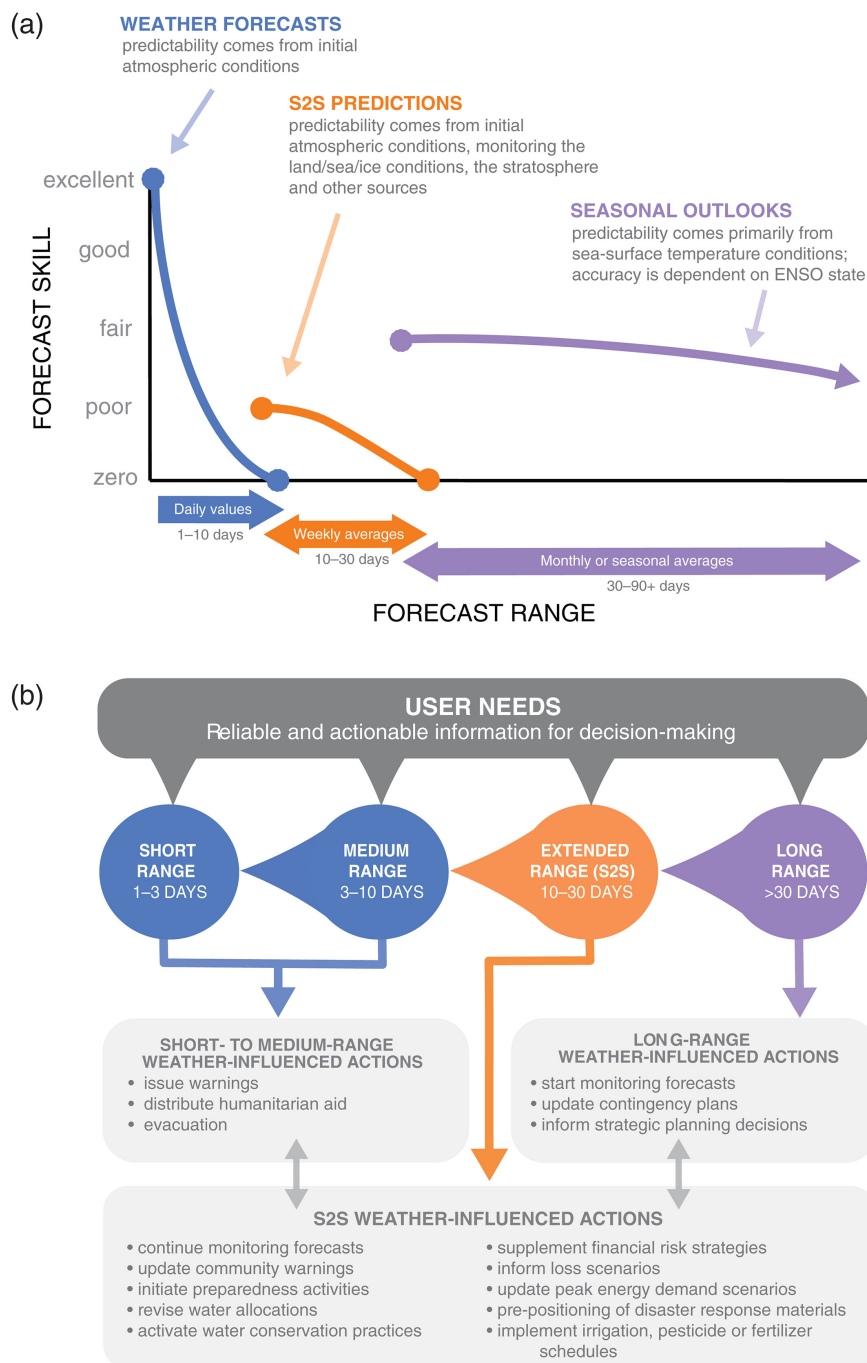 (a)
WEATHER FORECASTS
predictability comes from initial
atmospheric conditions
S2S PREDICTIONS
predictability comes from initial
atmospheric conditions, monitoring the
land/sea/ice conditions, the stratosphere
and other sources
SEASONAL OUTLOOKS
predictability comes primarily from
sea-surface temperature conditions;
accuracy is dependent on ENSO state
FORECAST SKILL
excellent
good
fair
poor
zero
Daily values
1–10 days
Weekly averages
10–30 days
Monthly or seasonal averages
30–90+ days
FORECAST RANGE
(b)
USER NEEDS
Reliable and actionable information for decision-making
SHORT
RANGE
1–3 DAYS
MEDIUM
RANGE
3–10 DAYS
EXTENDED
RANGE (S2S)
10–30 DAYS
LONG
RANGE
>30 DAYS
SHORT- TO MEDIUM-RANGE
WEATHER-INFLUENCED ACTIONS
• issue warnings
• distribute humanitarian aid
• evacuation
LONG-RANGE
WEATHER-INFLUENCED ACTIONS
• start monitoring forecasts
• update contingency plans
• inform strategic planning decisions
S2S WEATHER-INFLUENCED ACTIONS
• continue monitoring forecasts
• update community warnings
• initiate preparedness activities
• revise water allocations
• activate water conservation practices
• supplement financial risk strategies
• inform loss scenarios
• update peak energy demand scenarios
• pre-positioning of disaster response materials
• implement irrigation, pesticide or fertilizer
schedules